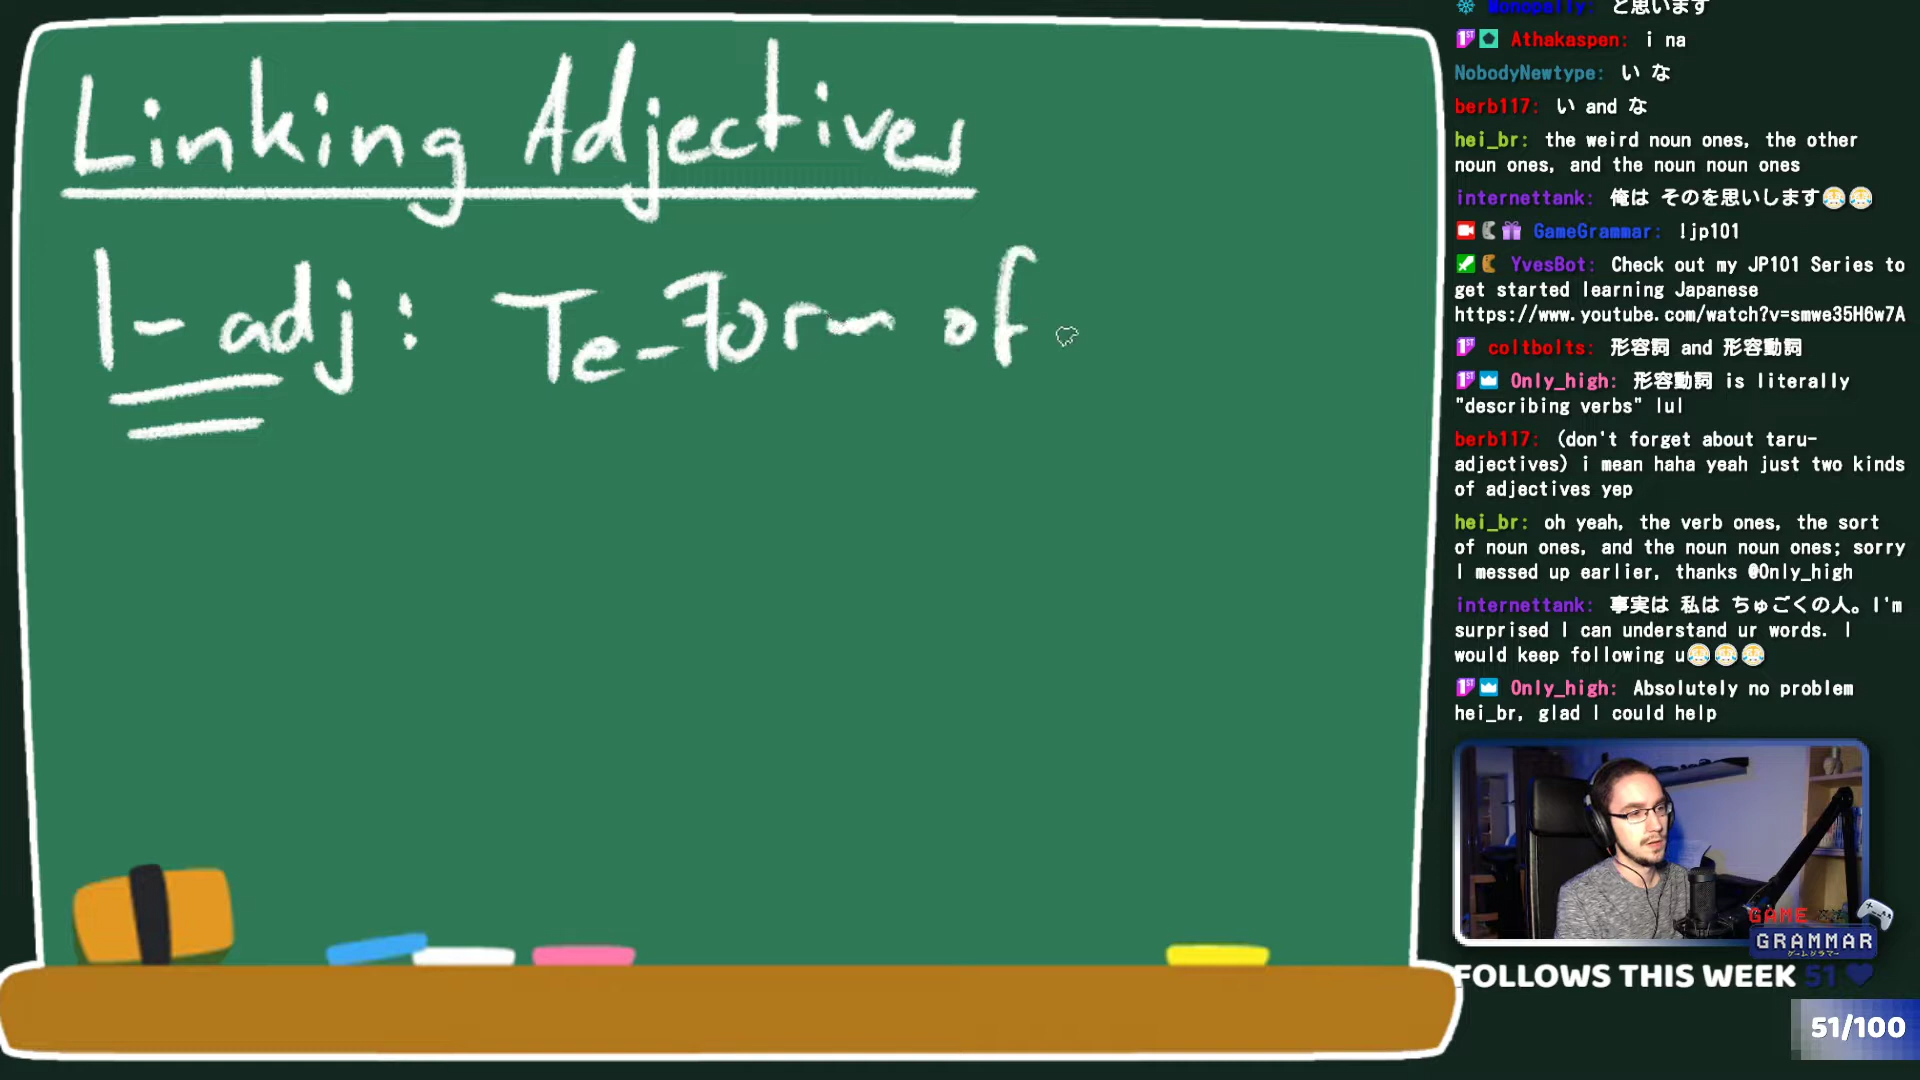 Linking Adjectives
I-adj: Te-Form of
Monopolly: と思います
Athakaspen: i na
NobodyNewtype: い な
berb117: い and な
hei_br: the weird noun ones, the other
noun ones, and the noun noun ones
internettank: 俺は そのを思いします
GameGrammar: !jp101
YvesBot: Check out my JP101 Series to
get started learning Japanese
https://www.youtube.com/watch?v=smwe35H6w7A
coltbolts: 形容詞 and 形容動詞
Only_high: 形容動詞 is literally
"describing verbs" lul
berb117: (don't forget about taru-
adjectives) i mean haha yeah just two kinds
of adjectives yep
hei_br: oh yeah, the verb ones, the sort
of noun ones, and the noun noun ones; sorry
I messed up earlier, thanks @Only_high
internettank: 事実は 私は ちゅごくの人。I'm
surprised I can understand ur words. I
would keep following u
Only_high: Absolutely no problem
hei_br, glad I could help
GAME
GRAMMAR
ゲームグラマー
FOLLOWS THIS WEEK 51
51/100